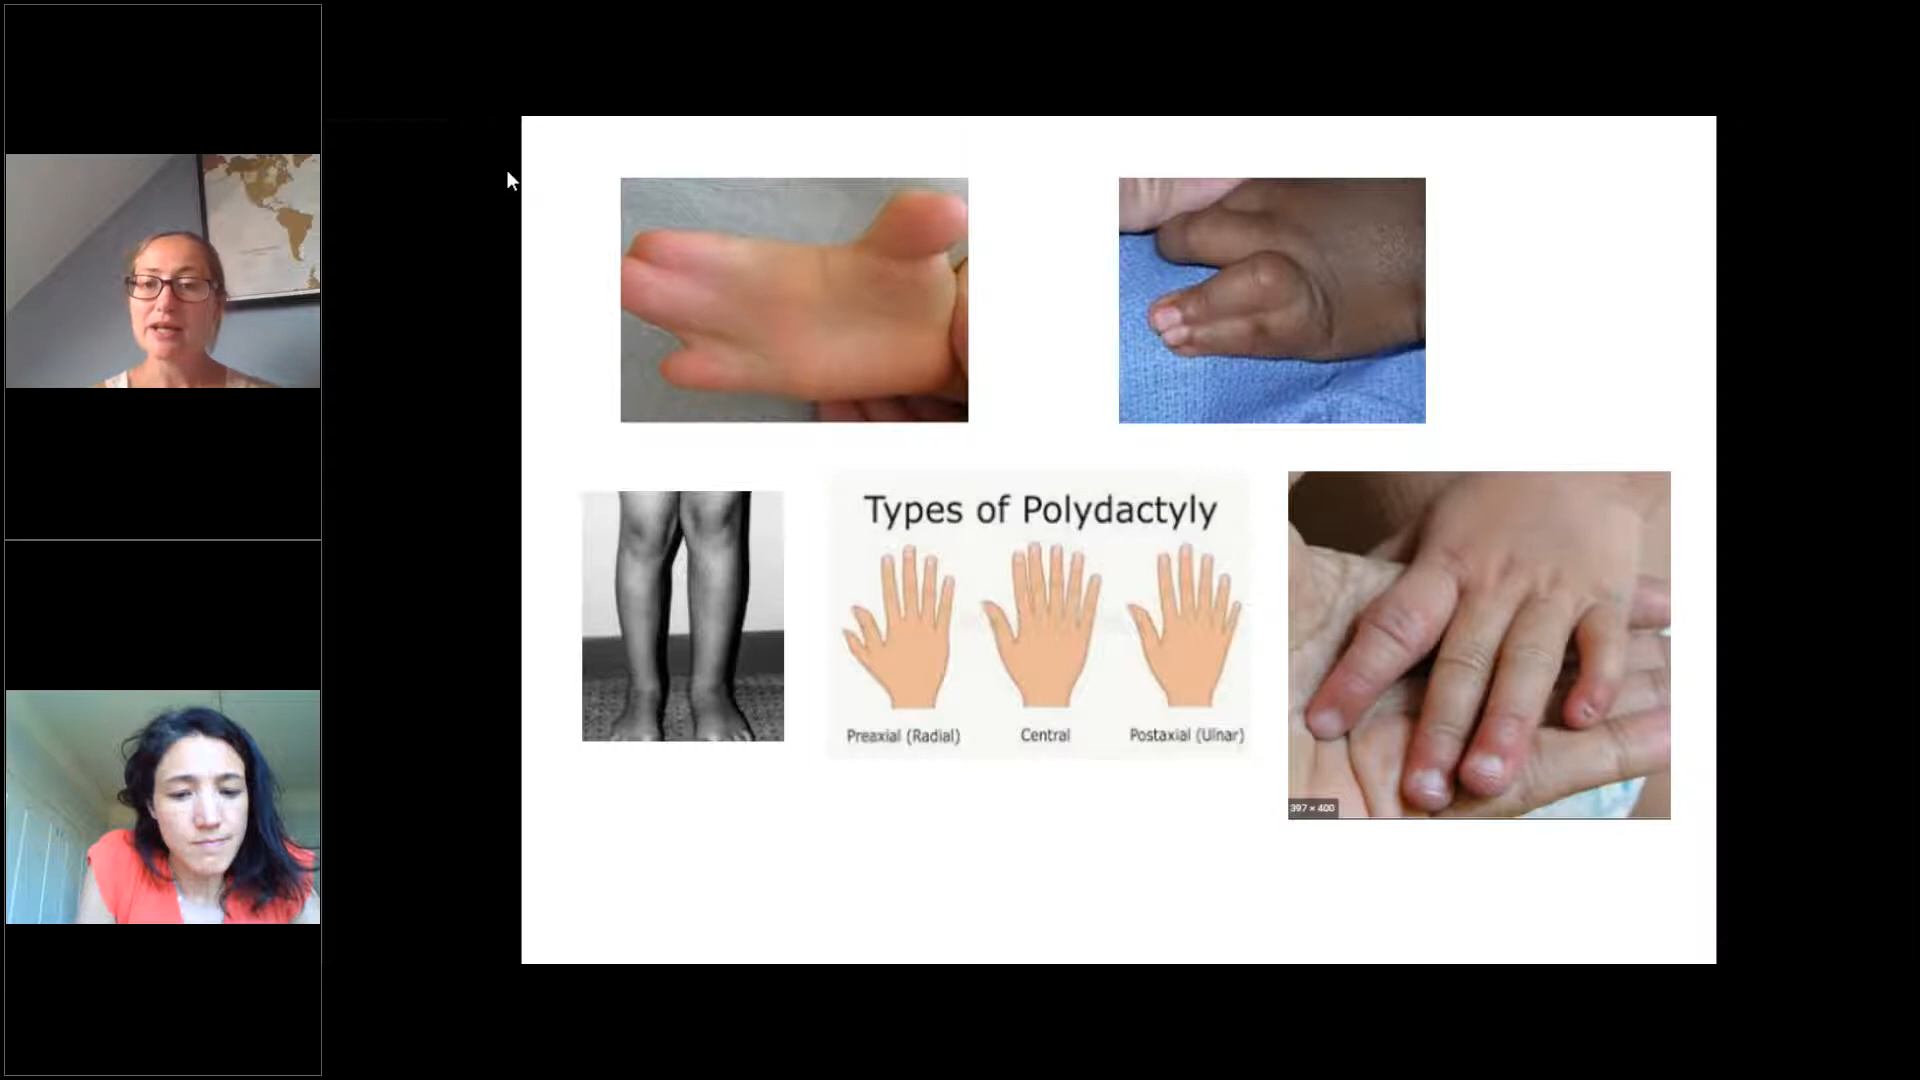 Types of Polydactyly
Preaxial (Radial)
Central
Postaxial (Ulnar)
397 × 400